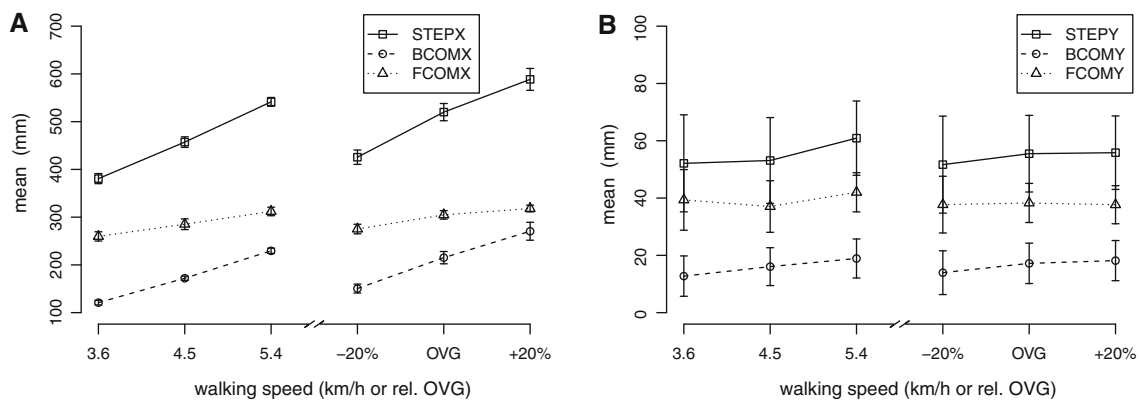 A
mean (mm)
700
600
500
400
300
200
100
STEPX
BCOMX
FCOMX
3.6
4.5
5.4
−20%
OVG
+20%
walking speed (km/h or rel. OVG)
B
mean (mm)
100
80
60
40
20
0
STEPY
BCOMY
FCOMY
3.6
4.5
5.4
−20%
OVG
+20%
walking speed (km/h or rel. OVG)